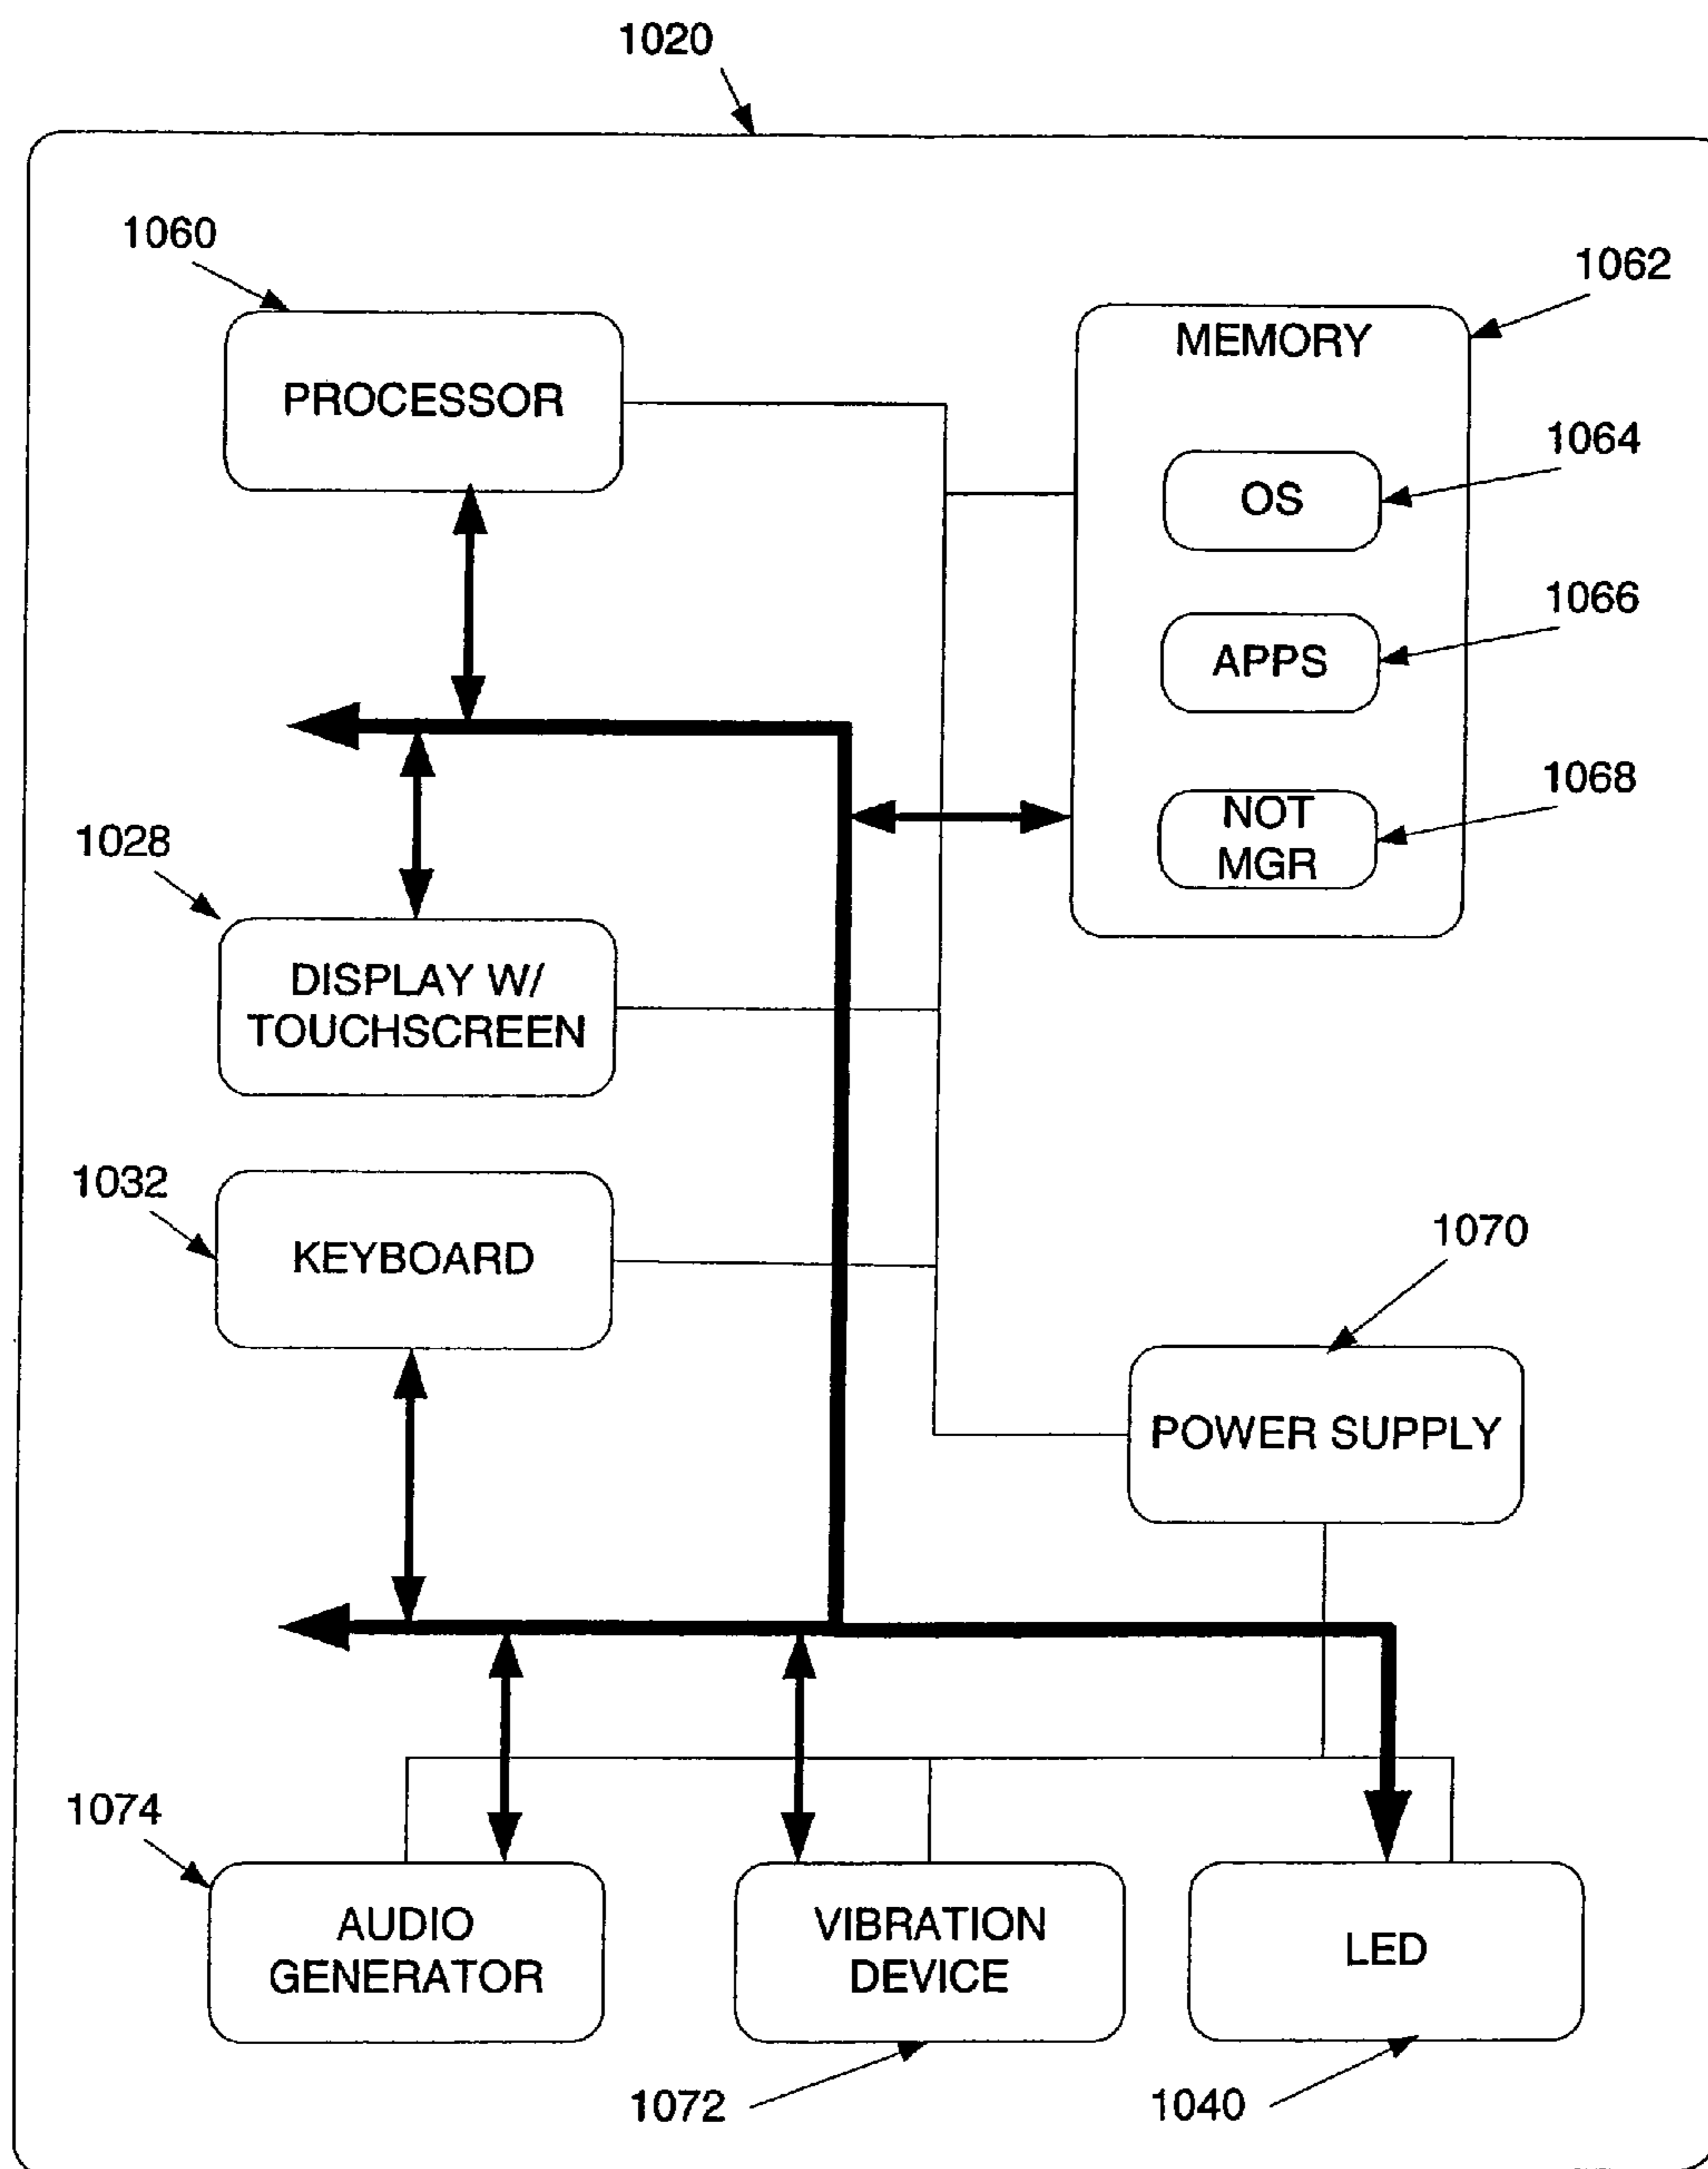 1020
1060
1062
MEMORY
PROCESSOR
1064
OS
1066
APPS
1068
NOT
MGR
1028
DISPLAY W/
TOUCHSCREEN
1032
KEYBOARD
1070
POWER SUPPLY
1074
AUDIO
GENERATOR
VIBRATION
DEVICE
LED
1072
1040